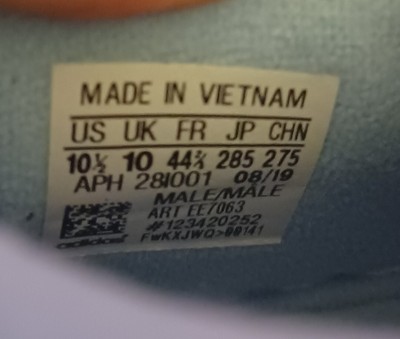 MADE IN VIETNAM
US UK FR JP CHN
10½ 10 44⅔ 285 275
APH 281001 08/19
MALE/MALE
ART EE7063
#123420252
adidas